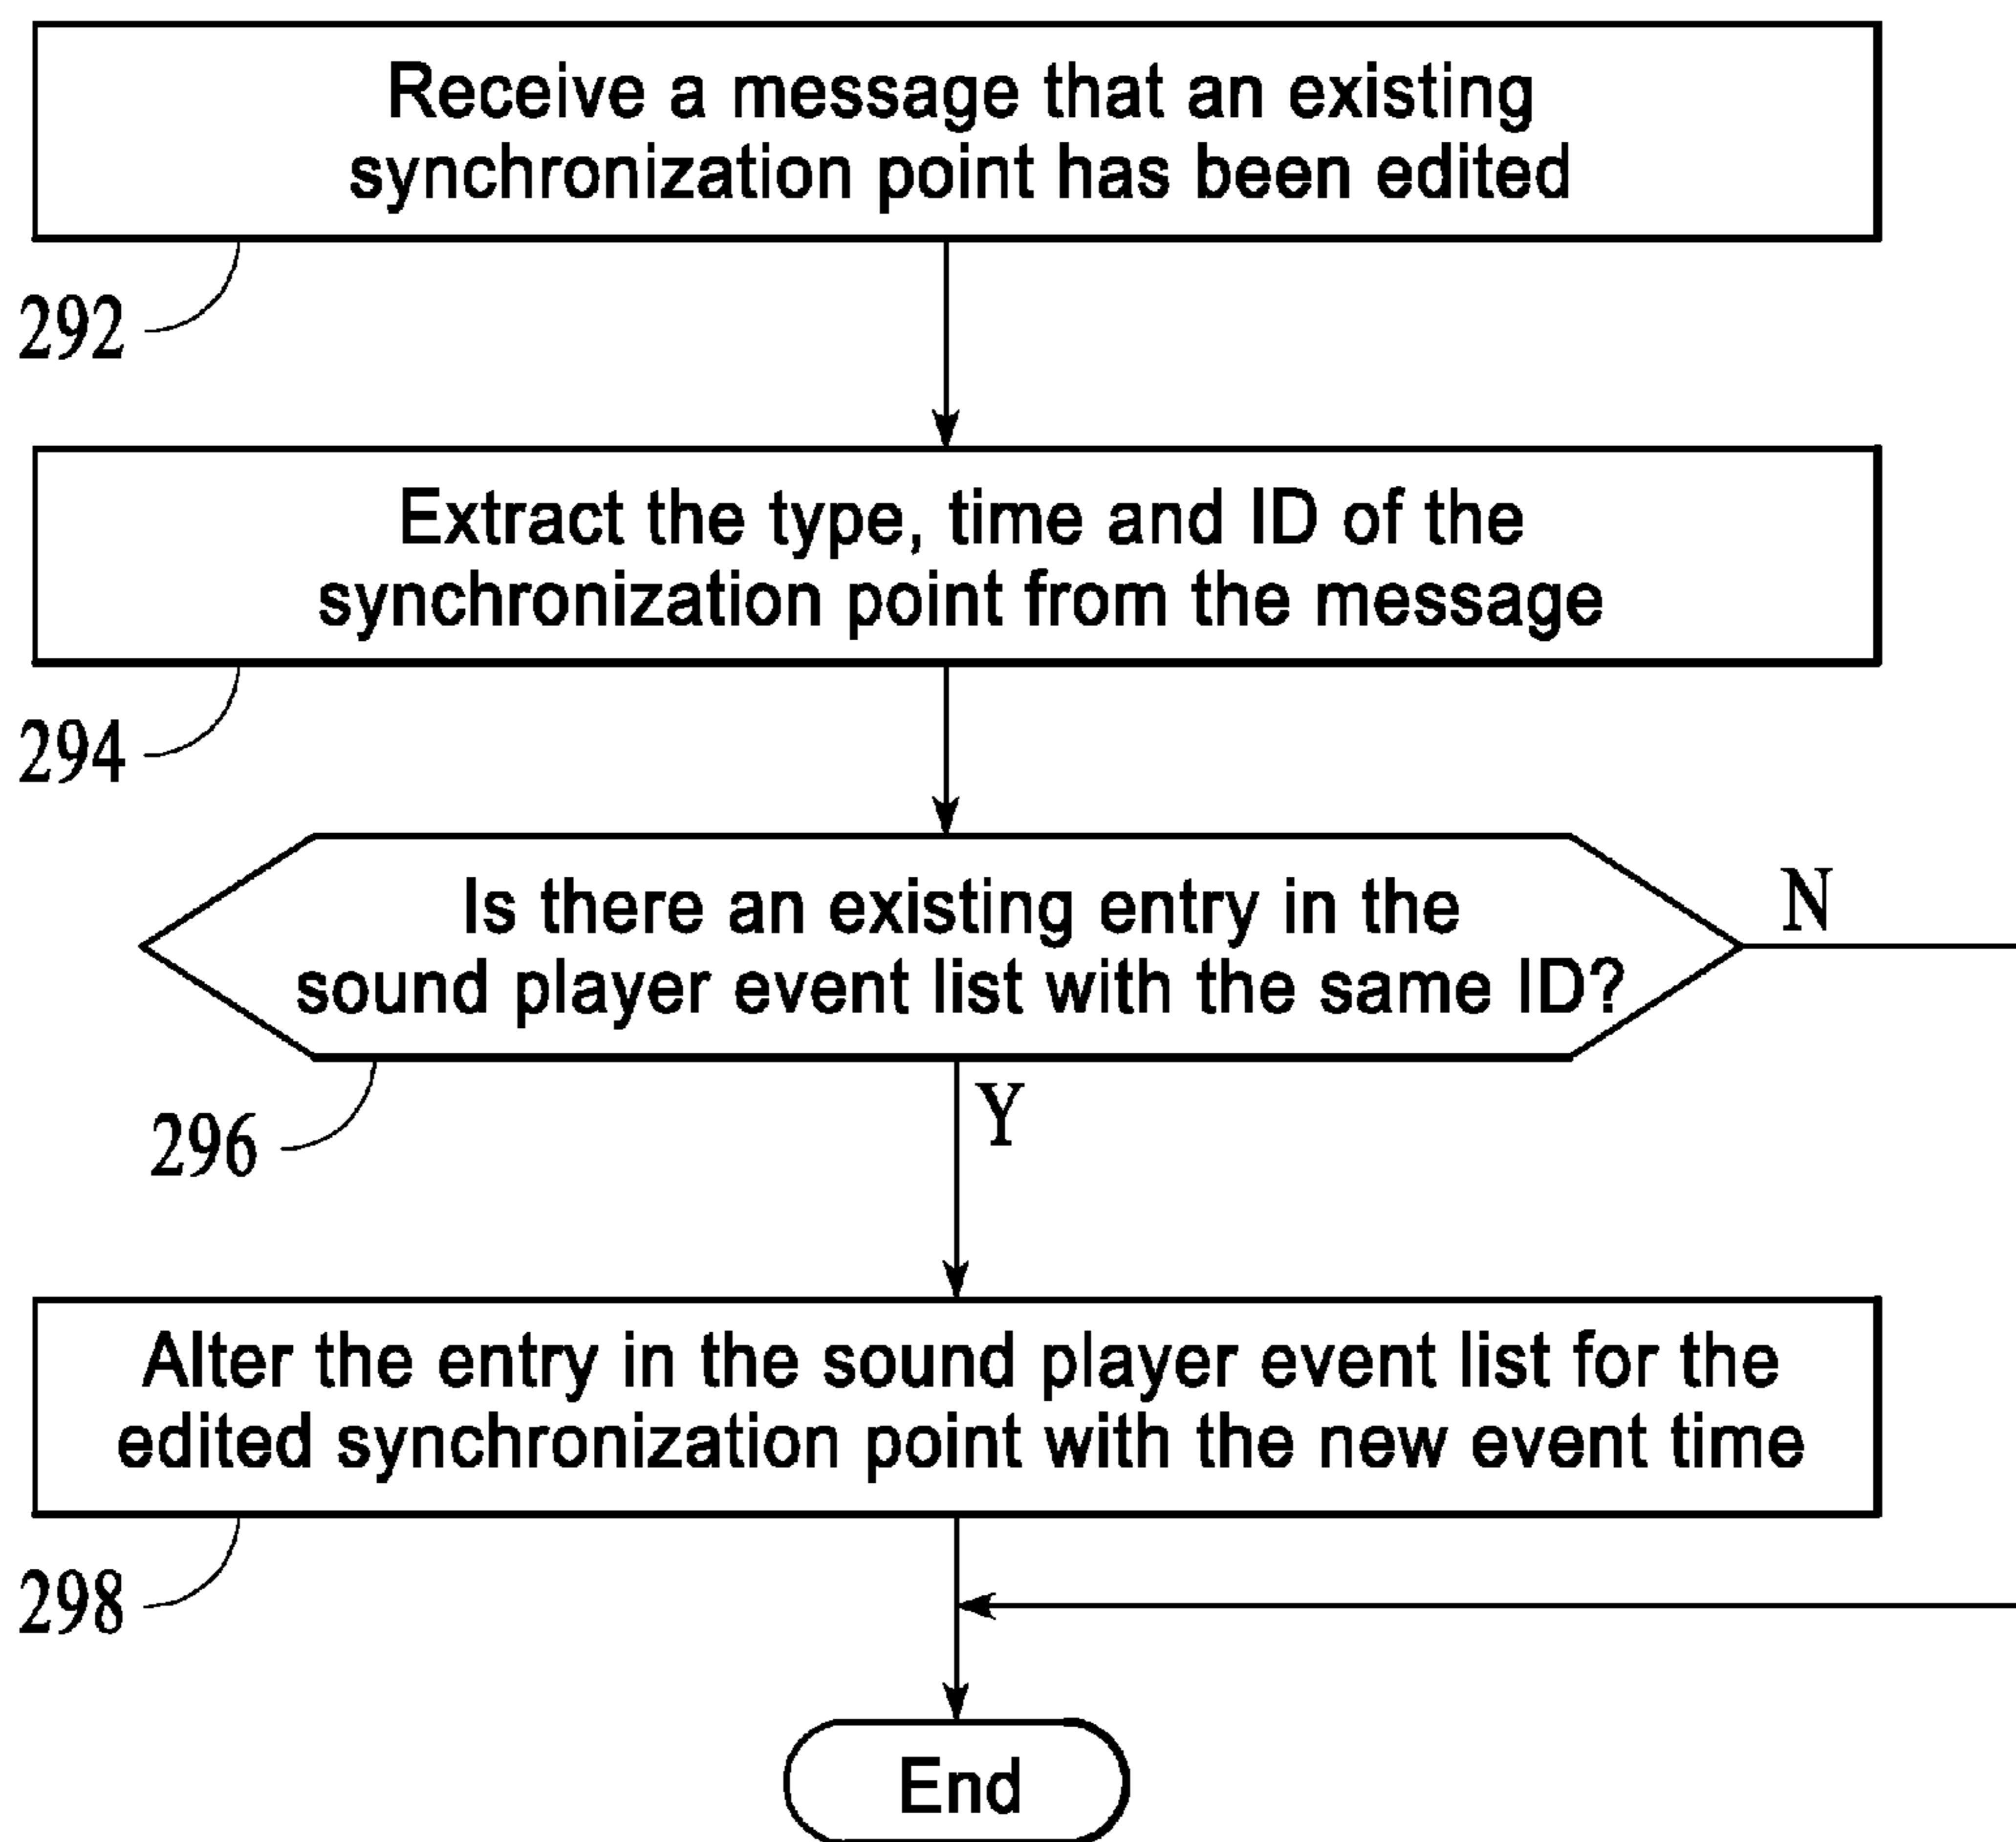 Receive a message that an existing
synchronization point has been edited
292
Extract the type, time and ID of the
synchronization point from the message
294
Is there an existing entry in the
sound player event list with the same ID?
N
296
Y
Alter the entry in the sound player event list for the
edited synchronization point with the new event time
298
End